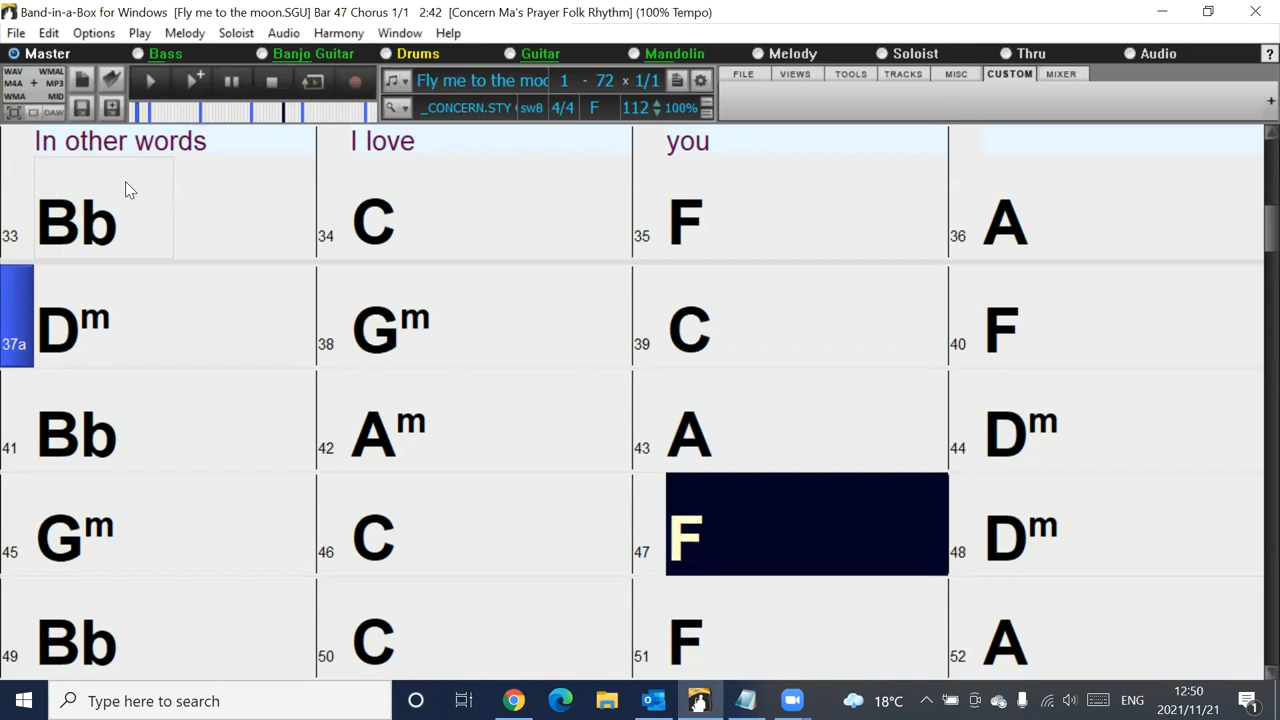 Band-in-a-Box for Windows [Fly me to the moon.SGU] Bar 47 Chorus 1/1 2:42 [Concern Ma's Prayer Folk Rhythm] (100% Tempo)
File Edit Options Play Melody Soloist Audio Harmony Window Help
Master Bass Banjo Guitar Drums Guitar Mandolin Melody Soloist Thru Audio ?
WAV WMAL
M4A + MP3
WMA MID
DAW
Fly me to the moo 1 - 72 x 1/1
_CONCERN.STY sw8 4/4 F 112 100%
FILE VIEWS TOOLS TRACKS MISC CUSTOM MIXER
+
In other words I love you
33 Bb 34 C 35 F 36 A
37a Dm 38 Gm 39 C 40 F
41 Bb 42 Am 43 A 44 Dm
45 Gm 46 C 47 F 48 Dm
49 Bb 50 C 51 F 52 A
Type here to search
18°C ENG
12:50
2021/11/21
1